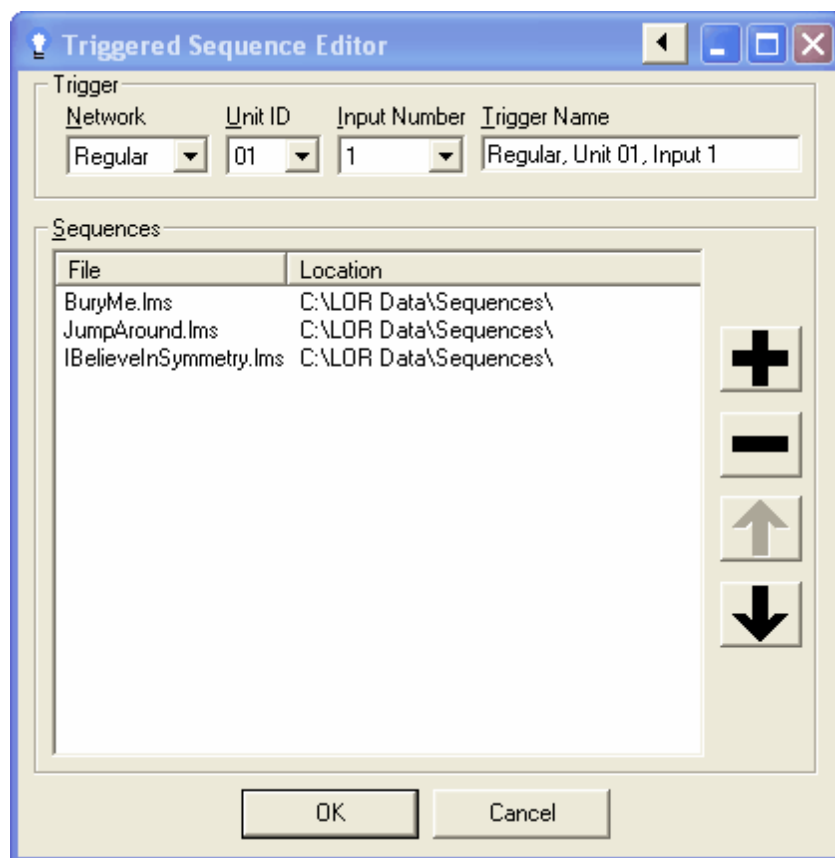 Triggered Sequence Editor
Trigger
Network Unit ID Input Number Trigger Name
Regular 01 1 Regular, Unit 01, Input 1
Sequences
File Location
BuryMe.lms C:\LOR Data\Sequences\
JumpAround.lms C:\LOR Data\Sequences\
IBelieveInSymmetry.lms C:\LOR Data\Sequences\
OK Cancel